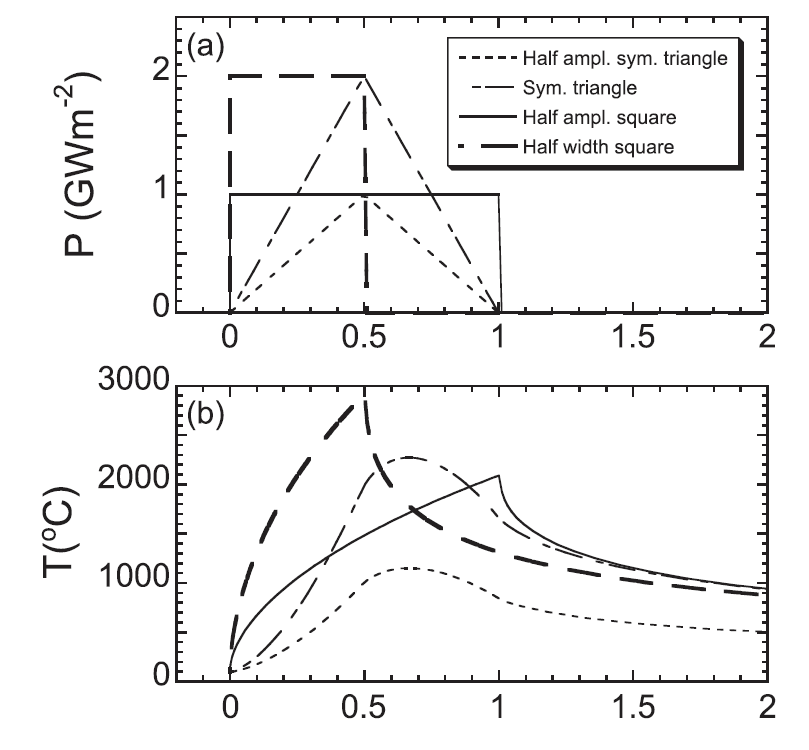 (a)
2
1
0
P (GWm-2)
Half ampl. sym. triangle
Sym. triangle
Half ampl. square
Half width square
0 0.5 1 1.5 2
(b)
3000
2000
1000
0
T(°C)
0 0.5 1 1.5 2